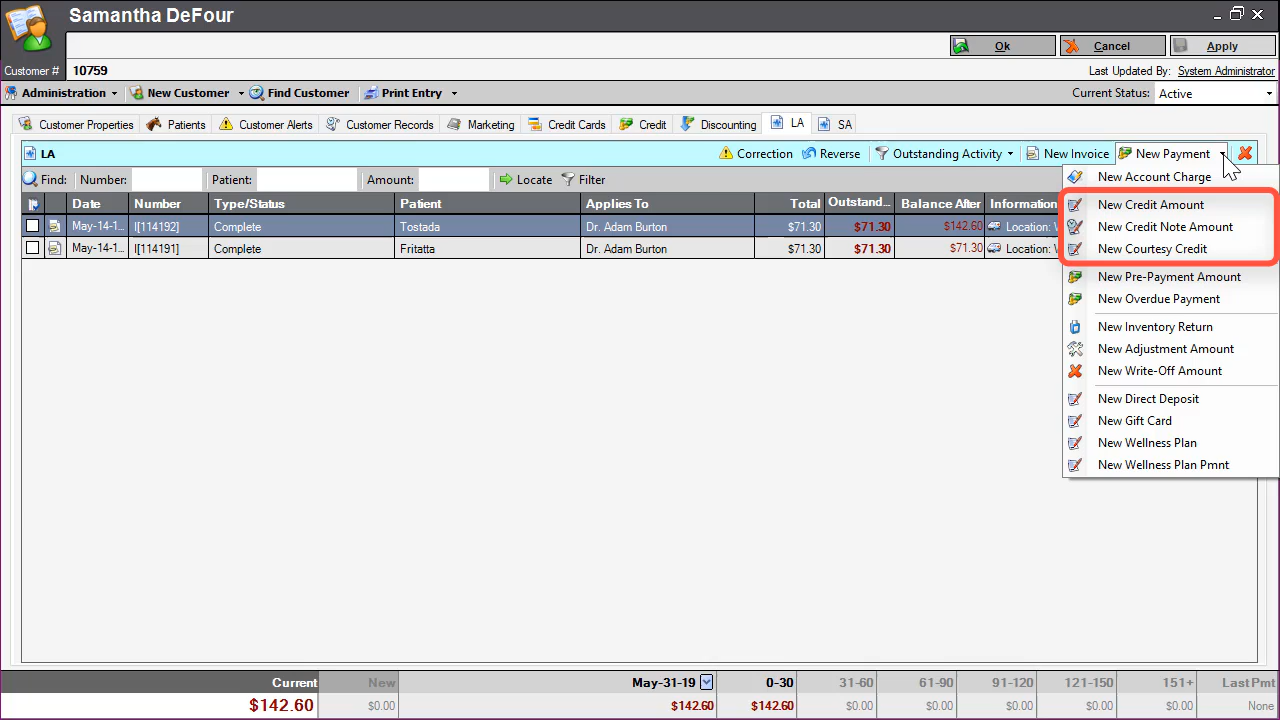 Samantha DeFour
Ok Cancel Apply
Customer # 10759 Last Updated By: System Administrator
Administration New Customer Find Customer Print Entry Current Status: Active
Customer Properties Patients Customer Alerts Customer Records Marketing Credit Cards Credit Discounting LA SA
LA Correction Reverse Outstanding Activity New Invoice New Payment
Find: Number: Patient: Amount: Locate Filter
Date Number Type/Status Patient Applies To Total Outstand... Balance After Information
May-14-1... I[114192] Complete Tostada Dr. Adam Burton $71.30 $71.30 $142.60 Location:
May-14-1... I[114191] Complete Fritatta Dr. Adam Burton $71.30 $71.30 $71.30 Location:
New Account Charge
New Credit Amount
New Credit Note Amount
New Courtesy Credit
New Pre-Payment Amount
New Overdue Payment
New Inventory Return
New Adjustment Amount
New Write-Off Amount
New Direct Deposit
New Gift Card
New Wellness Plan
New Wellness Plan Pmnt
Current New May-31-19 0-30 31-60 61-90 91-120 121-150 151+ Last Pmt
$142.60 $0.00 $142.60 $142.60 $0.00 $0.00 $0.00 $0.00 $0.00 None